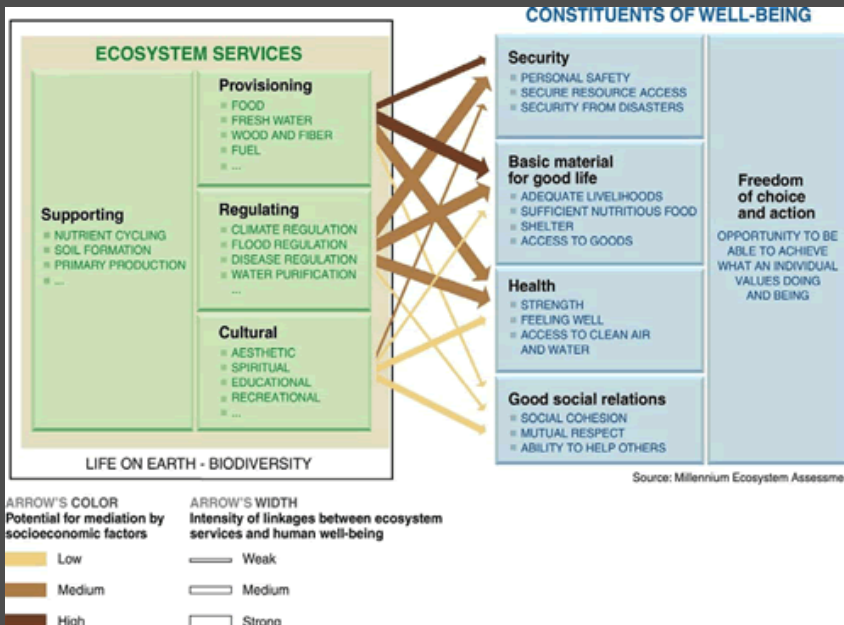 CONSTITUENTS OF WELL-BEING
ECOSYSTEM SERVICES
Supporting
NUTRIENT CYCLING
SOIL FORMATION
PRIMARY PRODUCTION
...
Provisioning
FOOD
FRESH WATER
WOOD AND FIBER
FUEL
...
Regulating
CLIMATE REGULATION
FLOOD REGULATION
DISEASE REGULATION
WATER PURIFICATION
...
Cultural
AESTHETIC
SPIRITUAL
EDUCATIONAL
RECREATIONAL
...
LIFE ON EARTH - BIODIVERSITY
Security
PERSONAL SAFETY
SECURE RESOURCE ACCESS
SECURITY FROM DISASTERS
Basic material
for good life
ADEQUATE LIVELIHOODS
SUFFICIENT NUTRITIOUS FOOD
SHELTER
ACCESS TO GOODS
Health
STRENGTH
FEELING WELL
ACCESS TO CLEAN AIR
AND WATER
Good social relations
SOCIAL COHESION
MUTUAL RESPECT
ABILITY TO HELP OTHERS
Freedom
of choice
and action
OPPORTUNITY TO BE
ABLE TO ACHIEVE
WHAT AN INDIVIDUAL
VALUES DOING
AND BEING
Source: Millennium Ecosystem Assessme
ARROW'S COLOR
Potential for mediation by
socioeconomic factors
Low
Medium
High
ARROW'S WIDTH
Intensity of linkages between ecosystem
services and human well-being
Weak
Medium
Strong